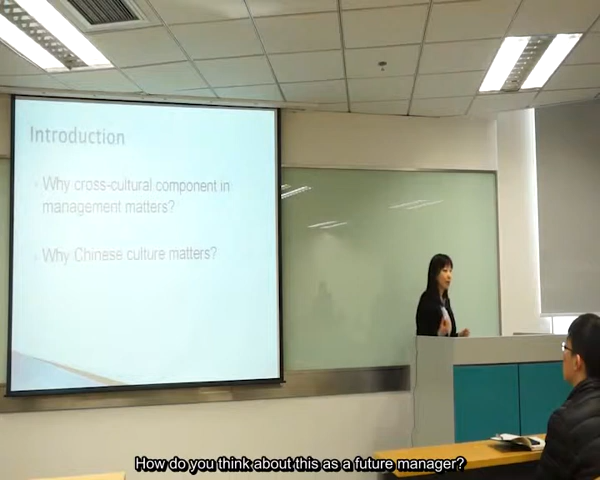 Introduction
Why cross-cultural component in
management matters?
Why Chinese culture matters?
How do you think about this as a future manager?